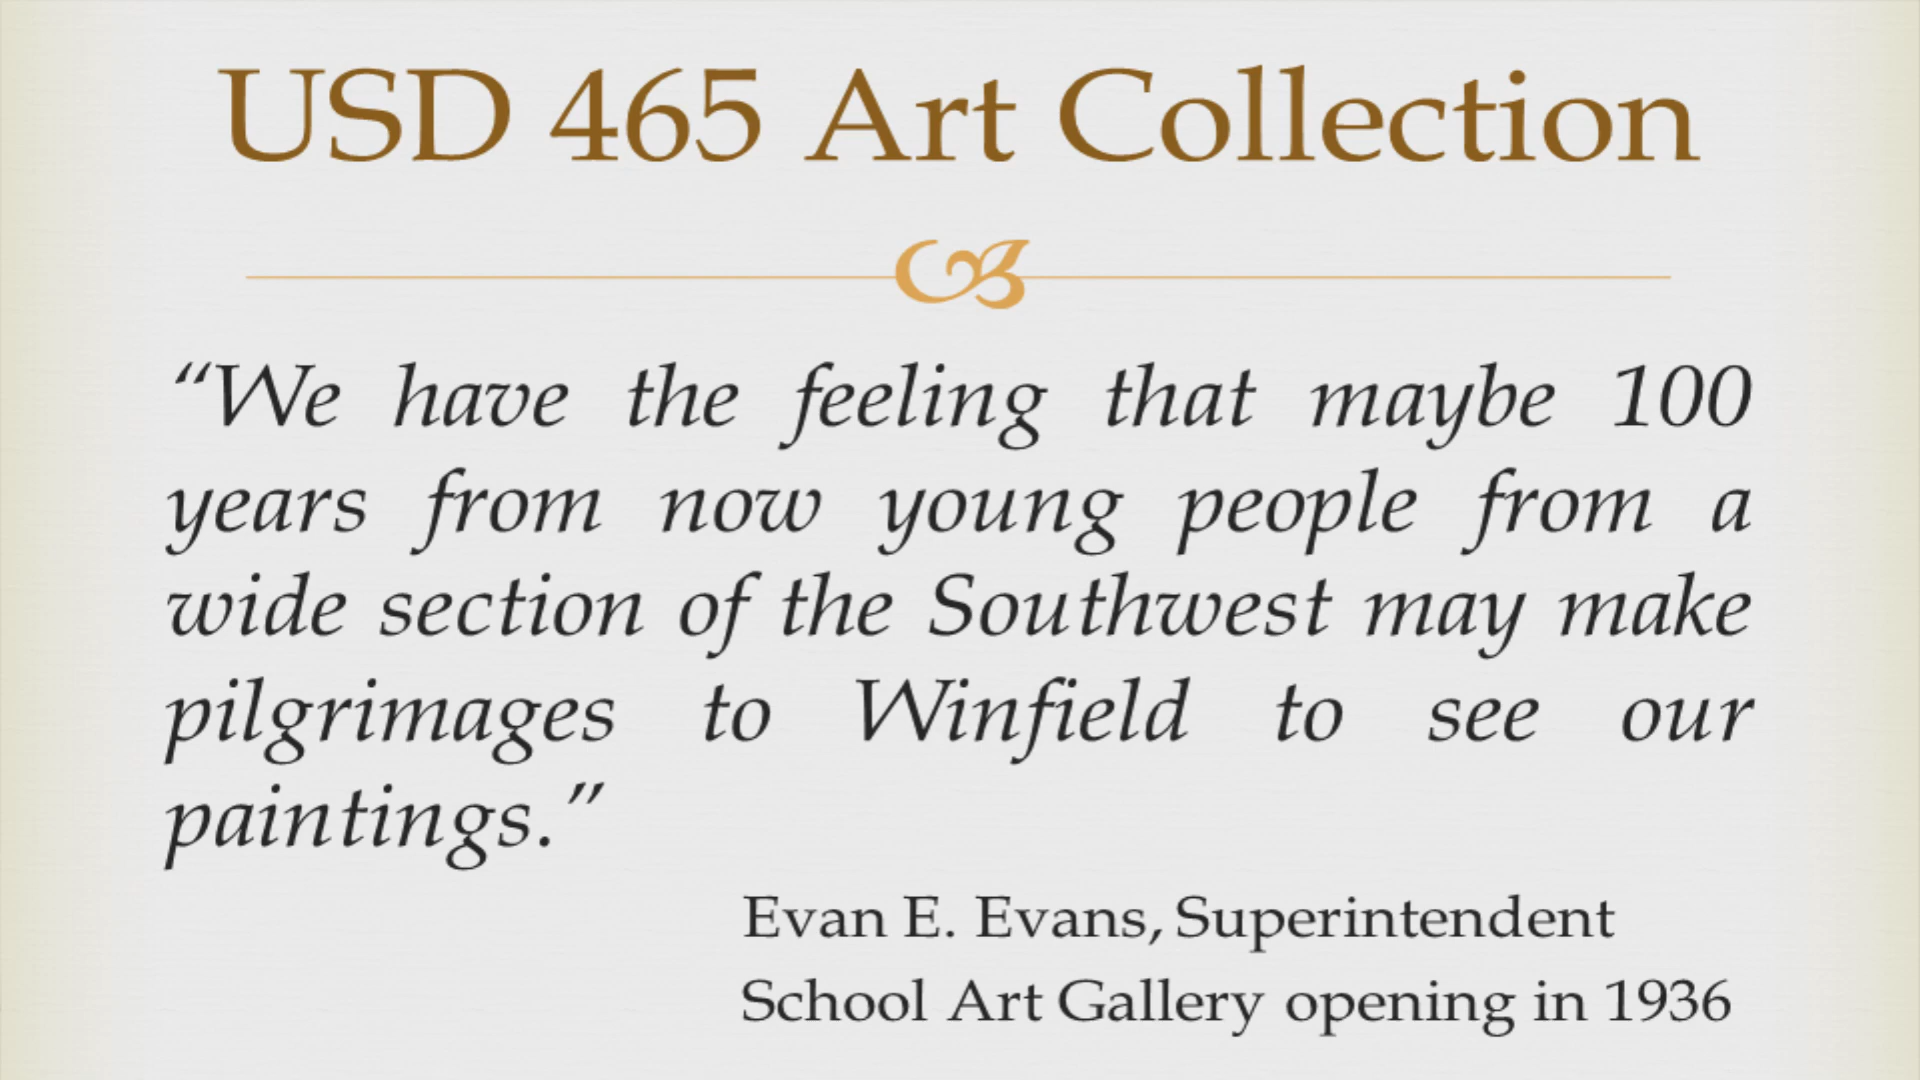 USD 465 Art Collection
“We have the feeling that maybe 100
years from now young people from a
wide section of the Southwest may make
pilgrimages to Winfield to see our
paintings.”
Evan E. Evans, Superintendent
School Art Gallery opening in 1936